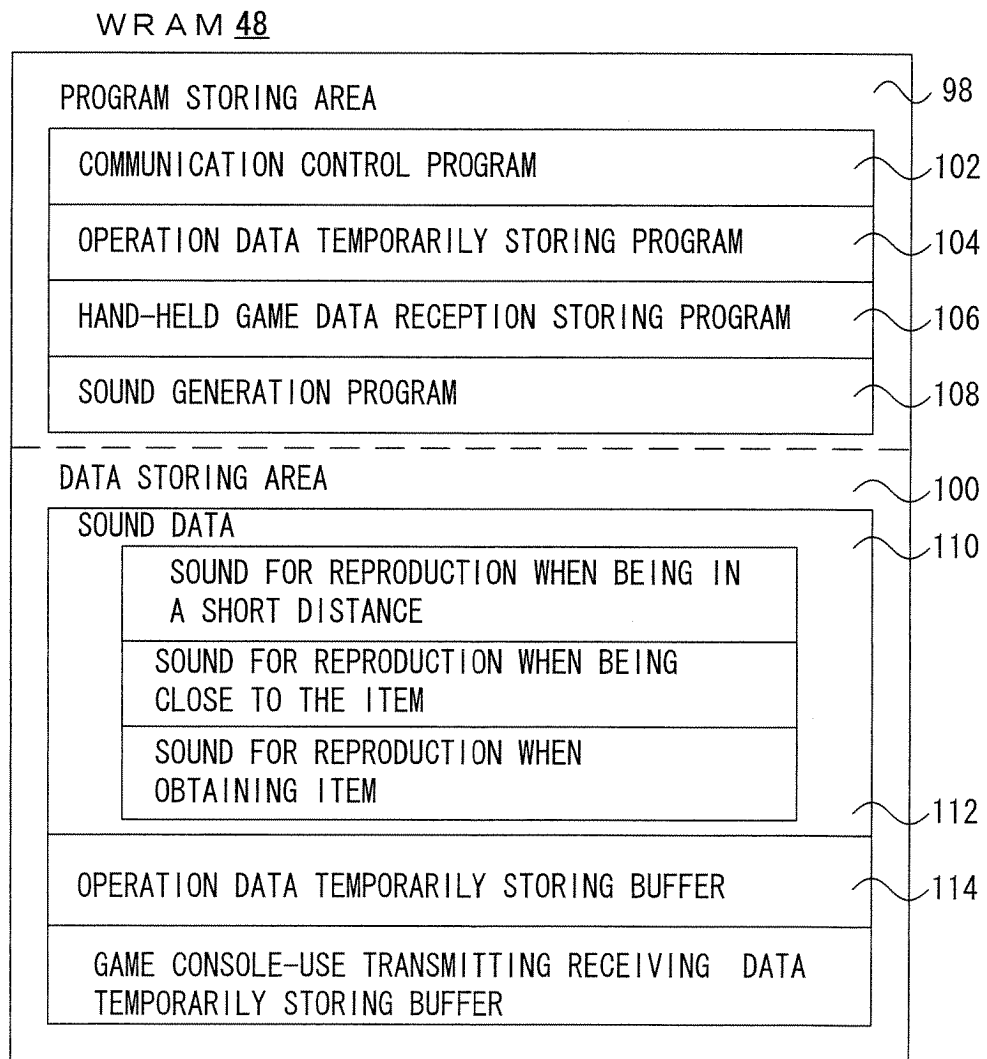 WRAM 48
PROGRAM STORING AREA 98
COMMUNICATION CONTROL PROGRAM 102
OPERATION DATA TEMPORARILY STORING PROGRAM 104
HAND-HELD GAME DATA RECEPTION STORING PROGRAM 106
SOUND GENERATION PROGRAM 108
DATA STORING AREA 100
SOUND DATA 110
SOUND FOR REPRODUCTION WHEN BEING IN
A SHORT DISTANCE
SOUND FOR REPRODUCTION WHEN BEING
CLOSE TO THE ITEM
SOUND FOR REPRODUCTION WHEN
OBTAINING ITEM
112
OPERATION DATA TEMPORARILY STORING BUFFER 114
GAME CONSOLE-USE TRANSMITTING RECEIVING DATA
TEMPORARILY STORING BUFFER